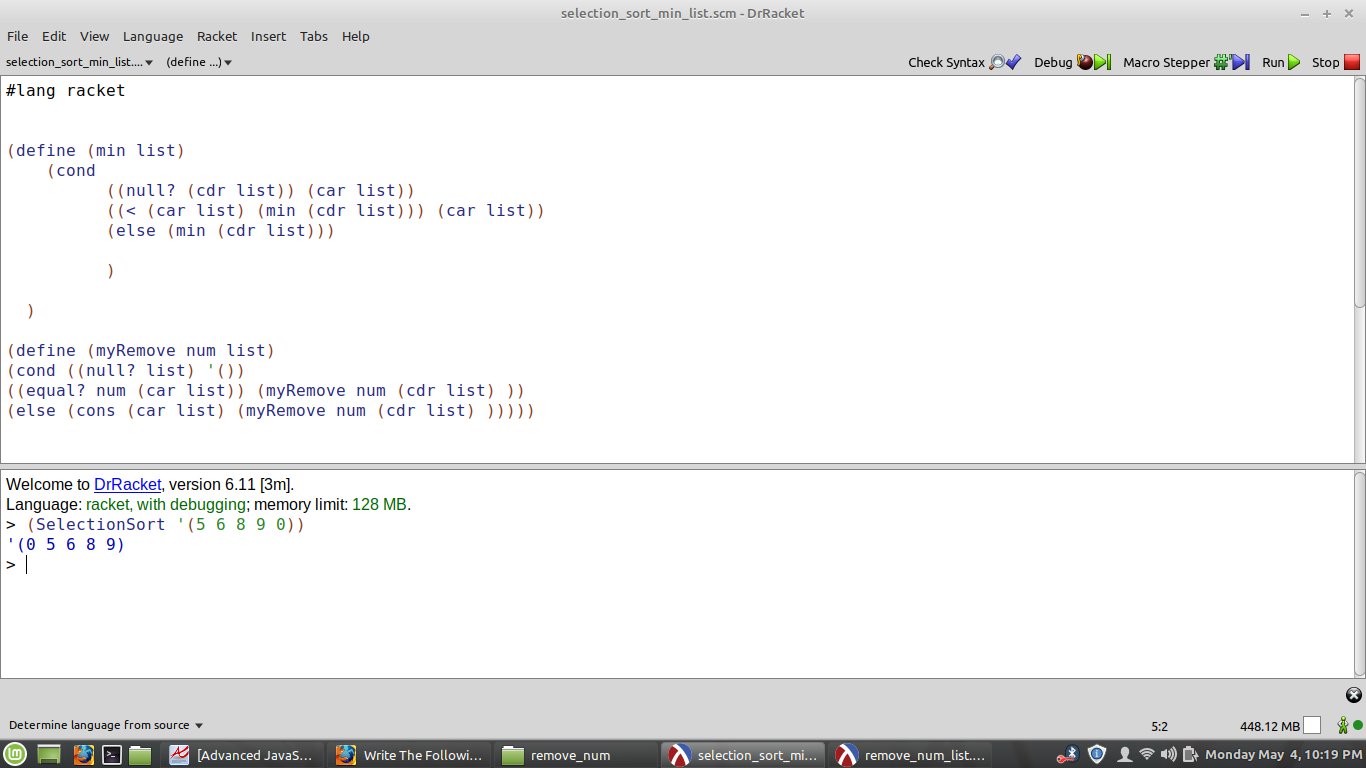 selection_sort_min_list.scm - DrRacket
File Edit View Language Racket Insert Tabs Help
selection_sort_min_list.... (define ...) Check Syntax Debug Macro Stepper Run Stop
#lang racket
(define (min list)
(cond
((null? (cdr list)) (car list))
((< (car list) (min (cdr list))) (car list))
(else (min (cdr list)))
)
)
(define (myRemove num list)
(cond ((null? list) '())
((equal? num (car list)) (myRemove num (cdr list) ))
(else (cons (car list) (myRemove num (cdr list) )))))
Welcome to DrRacket, version 6.11 [3m].
Language: racket, with debugging; memory limit: 128 MB.
> (SelectionSort '(5 6 8 9 0))
'(0 5 6 8 9)
>
Determine language from source 5:2 448.12 MB
[Advanced JavaS... Write The Followi... remove_num selection_sort_mi... remove_num_list.... Monday May 4, 10:19 PM